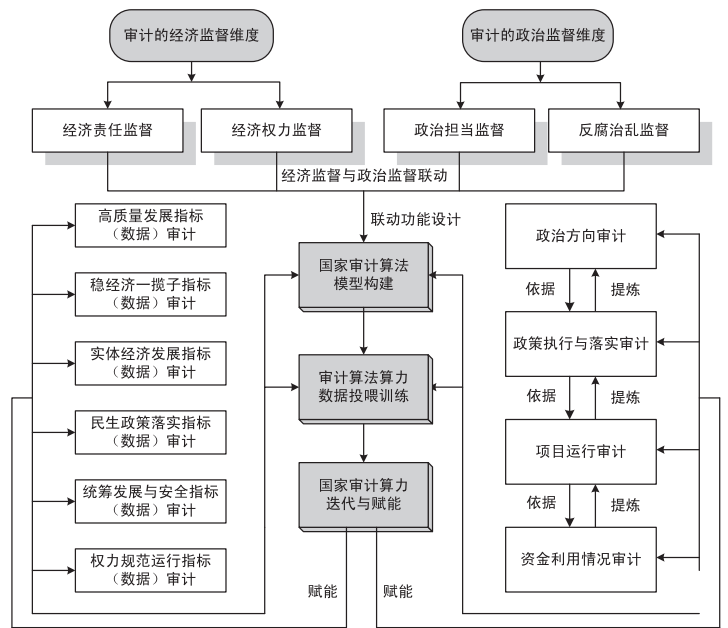 审计的经济监督维度
审计的政治监督维度
经济责任监督
经济权力监督
政治担当监督
反腐治乱监督
经济监督与政治监督联动
联动功能设计
高质量发展指标
（数据）审计
稳经济一揽子指标
（数据）审计
实体经济发展指标
（数据）审计
民生政策落实指标
（数据）审计
统筹发展与安全指标
（数据）审计
权力规范运行指标
（数据）审计
国家审计算法
模型构建
审计算法算力
数据投喂训练
国家审计算力
迭代与赋能
赋能
赋能
政治方向审计
依据
提炼
政策执行与落实审计
依据
提炼
项目运行审计
依据
提炼
资金利用情况审计